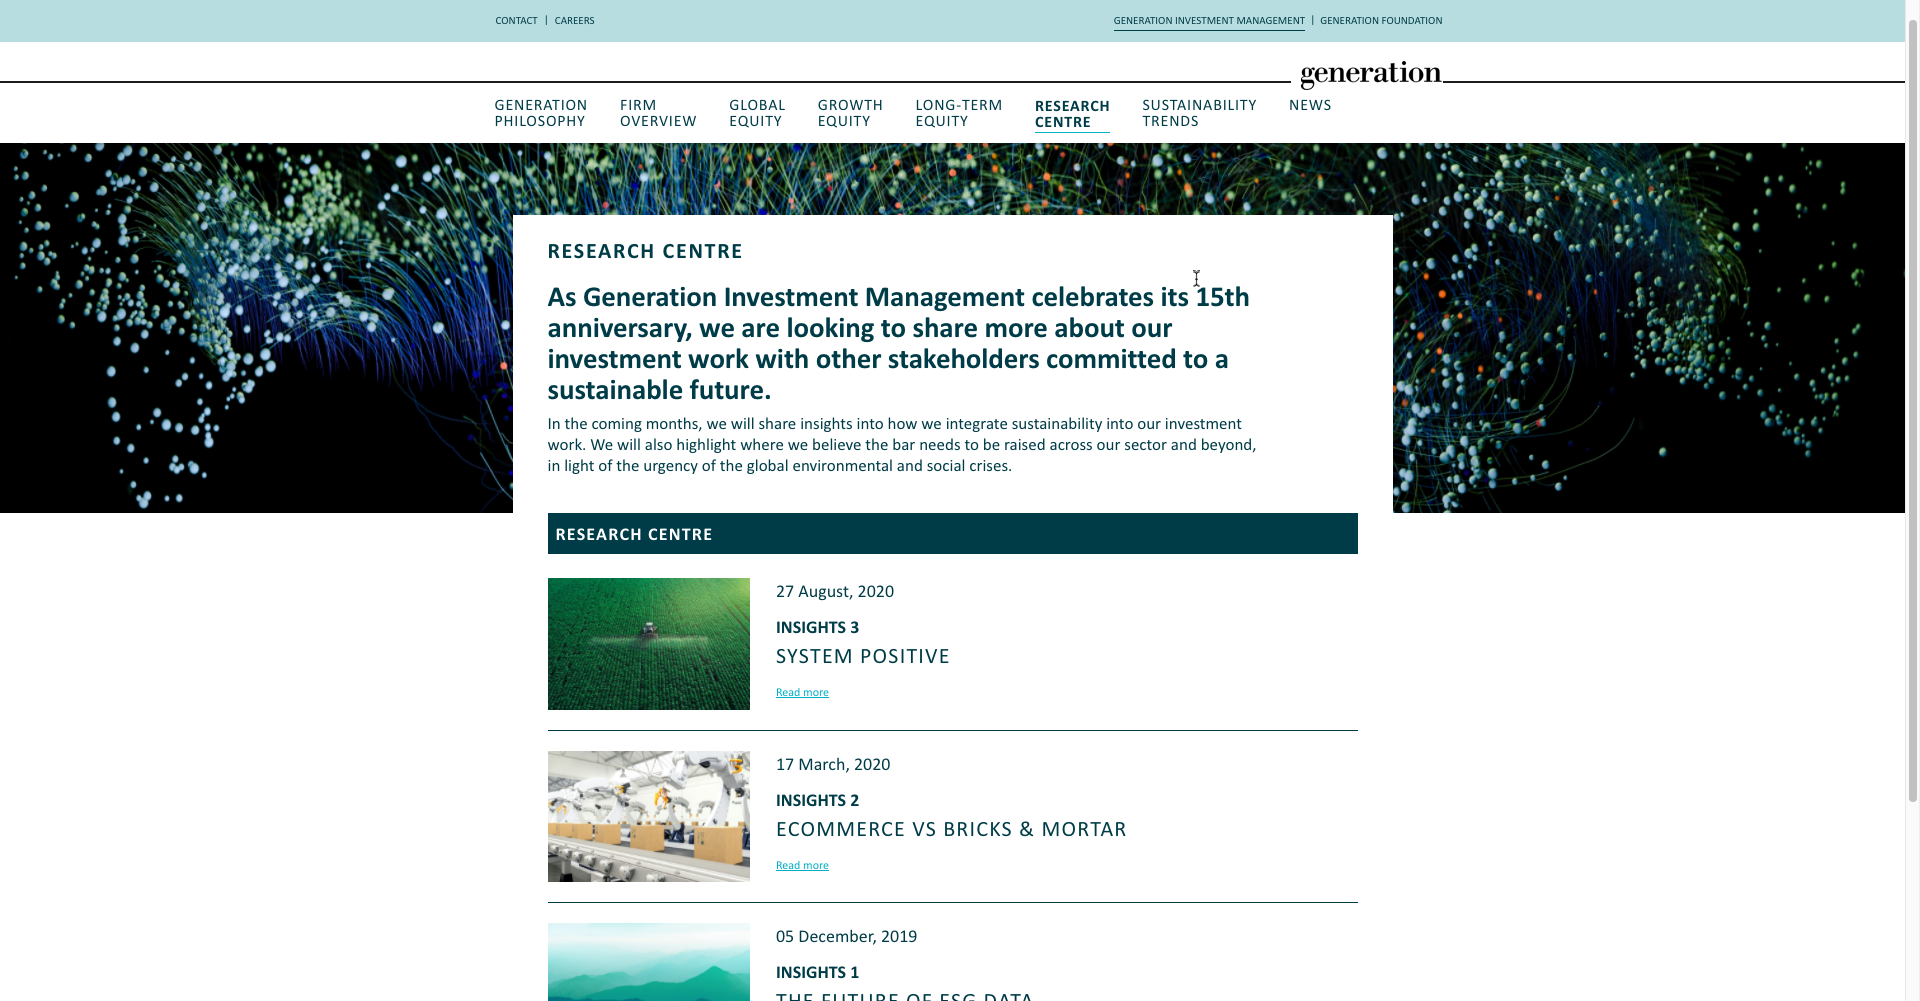 CONTACT | CAREERS
GENERATION INVESTMENT MANAGEMENT | GENERATION FOUNDATION
generation
GENERATION
PHILOSOPHY
FIRM
OVERVIEW
GLOBAL
EQUITY
GROWTH
EQUITY
LONG-TERM
EQUITY
RESEARCH
CENTRE
SUSTAINABILITY
TRENDS
NEWS
RESEARCH CENTRE
As Generation Investment Management celebrates its 15th
anniversary, we are looking to share more about our
investment work with other stakeholders committed to a
sustainable future.
In the coming months, we will share insights into how we integrate sustainability into our investment
work. We will also highlight where we believe the bar needs to be raised across our sector and beyond,
in light of the urgency of the global environmental and social crises.
RESEARCH CENTRE
27 August, 2020
INSIGHTS 3
SYSTEM POSITIVE
Read more
17 March, 2020
INSIGHTS 2
ECOMMERCE VS BRICKS & MORTAR
Read more
05 December, 2019
INSIGHTS 1
THE FUTURE OF ESG DATA